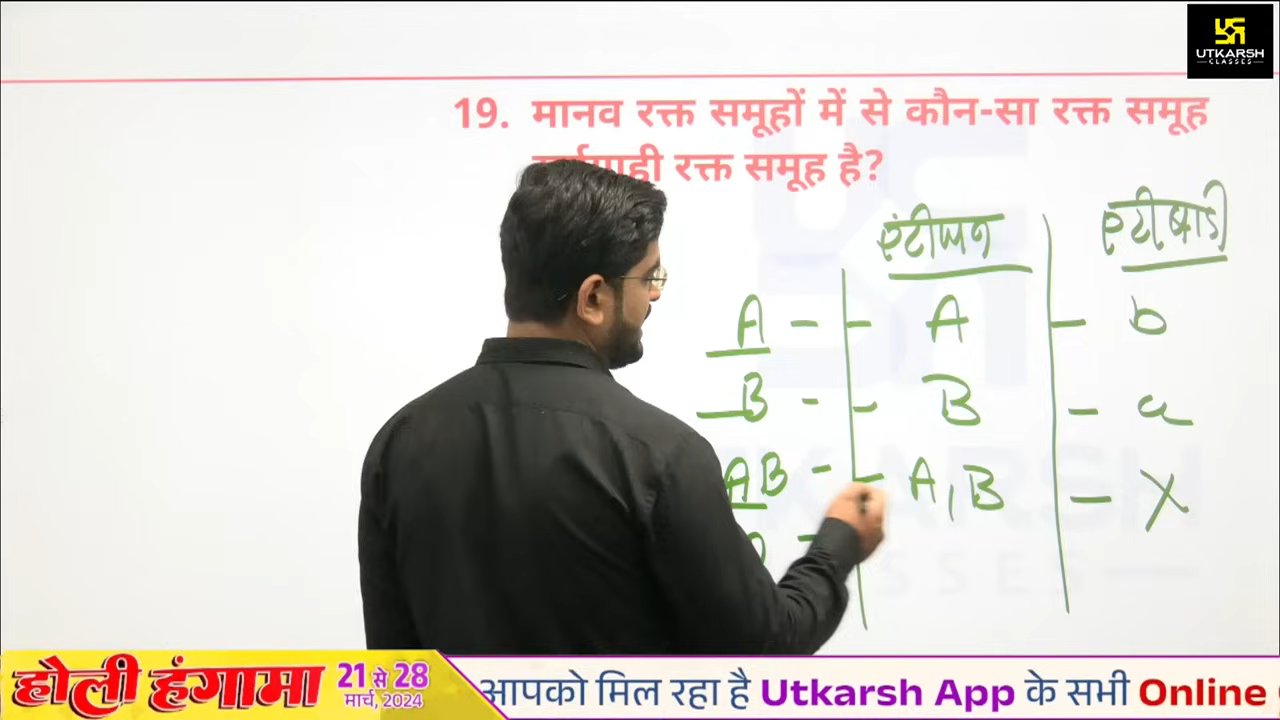 UTKARSH
CLASSES
19. मानव रक्त समूहों में से कौन-सा रक्त समूह
रक्त समूह है?
एंटीजन एंटीबाडी
A - - A - b
B - - B - a
AB - - A, B - X
-
होली हंगामा 21 से 28 मार्च, 2024
आपको मिल रहा है Utkarsh App के सभी Online